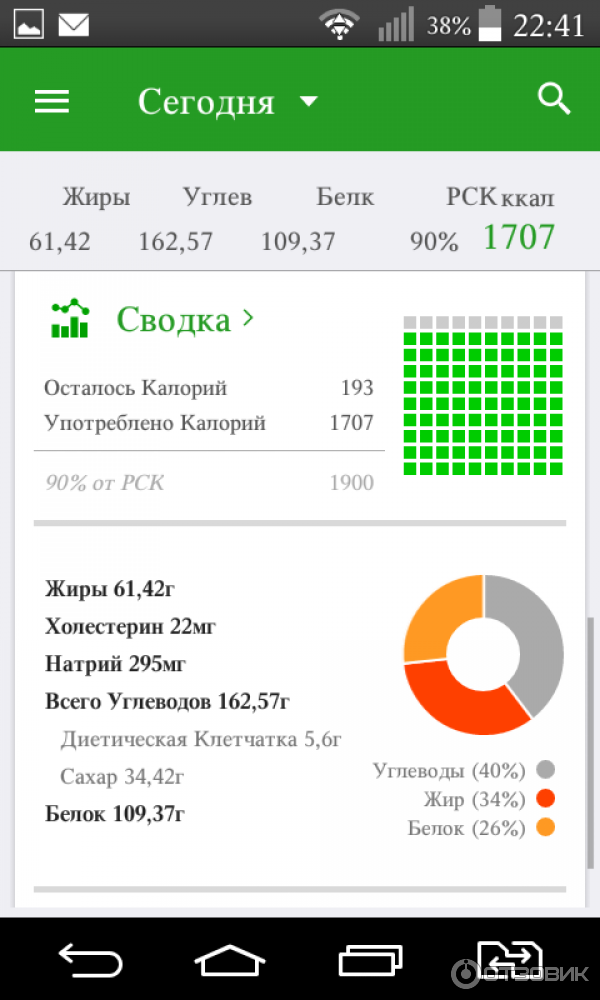 38% 22:41
Сегодня
Жиры Углев Белк РСК ккал
61,42 162,57 109,37 90% 1707
Сводка
Осталось Калорий 193
Употреблено Калорий 1707
90% от РСК 1900
Жиры 61,42г
Холестерин 22мг
Натрий 295мг
Всего Углеводов 162,57г
Диетическая Клетчатка 5,6г
Сахар 34,42г
Белок 109,37г
Углеводы (40%)
Жир (34%)
Белок (26%)
ОТЗОВИК